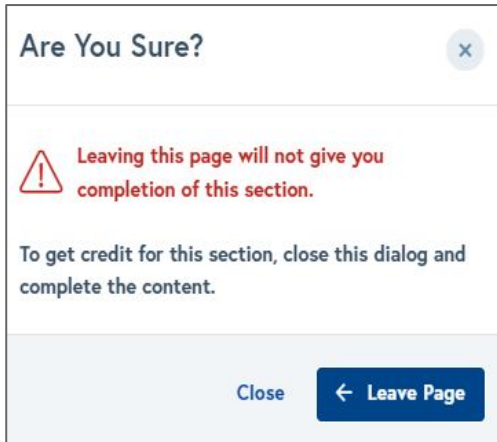 Are You Sure?
Leaving this page will not give you
completion of this section.
To get credit for this section, close this dialog and
complete the content.
Close
Leave Page